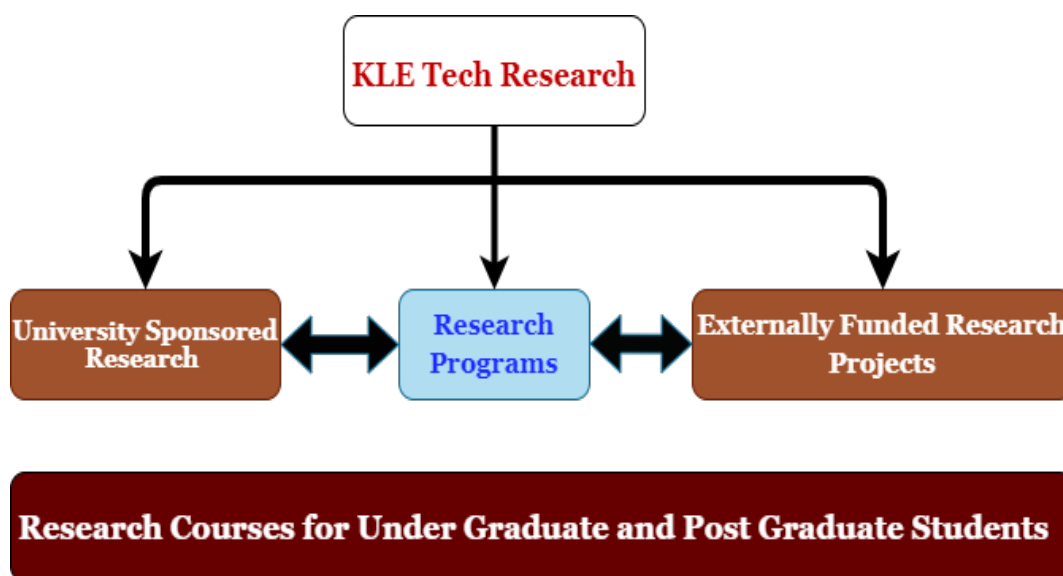 KLE Tech Research
University Sponsored
Research
Research
Programs
Externally Funded Research
Projects
Research Courses for Under Graduate and Post Graduate Students